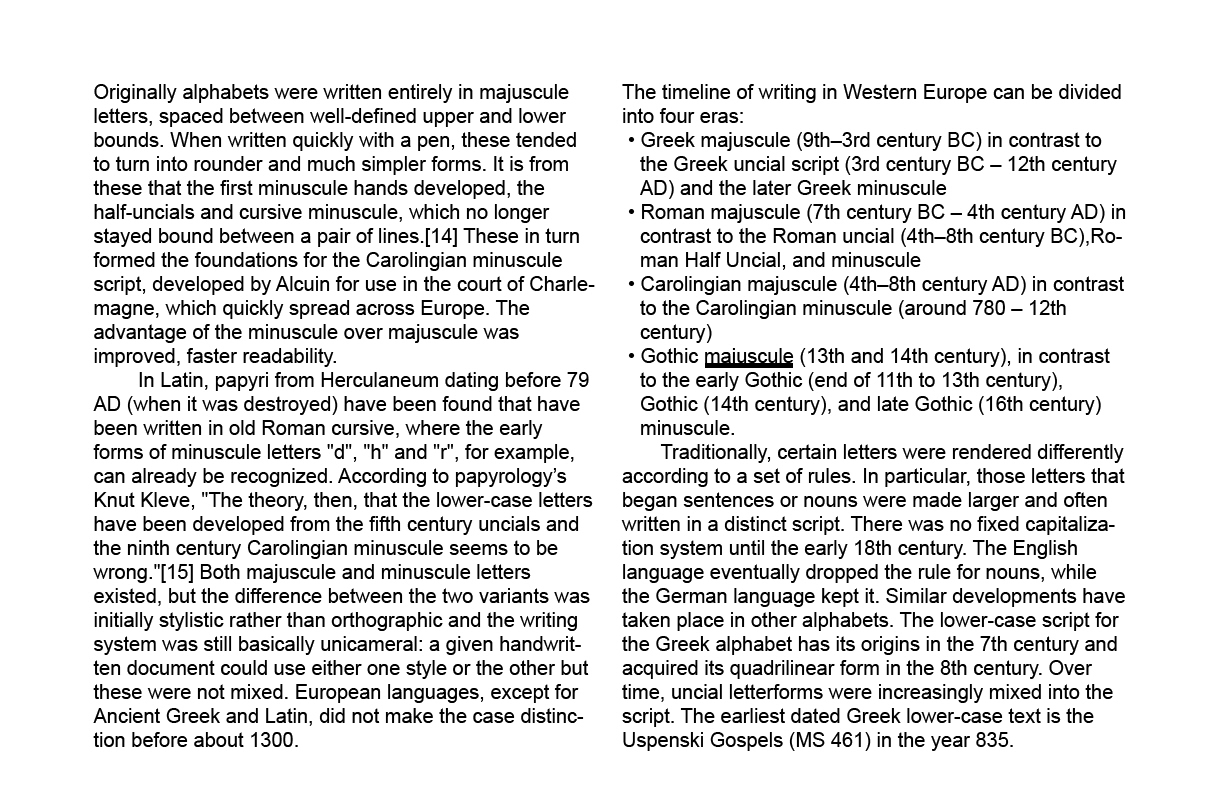 Originally alphabets were written entirely in majuscule
letters, spaced between well-defined upper and lower
bounds. When written quickly with a pen, these tended
to turn into rounder and much simpler forms. It is from
these that the first minuscule hands developed, the
half-uncials and cursive minuscule, which no longer
stayed bound between a pair of lines.[14] These in turn
formed the foundations for the Carolingian minuscule
script, developed by Alcuin for use in the court of Charle-
magne, which quickly spread across Europe. The
advantage of the minuscule over majuscule was
improved, faster readability.
In Latin, papyri from Herculaneum dating before 79
AD (when it was destroyed) have been found that have
been written in old Roman cursive, where the early
forms of minuscule letters "d", "h" and "r", for example,
can already be recognized. According to papyrology’s
Knut Kleve, "The theory, then, that the lower-case letters
have been developed from the fifth century uncials and
the ninth century Carolingian minuscule seems to be
wrong."[15] Both majuscule and minuscule letters
existed, but the difference between the two variants was
initially stylistic rather than orthographic and the writing
system was still basically unicameral: a given handwrit-
ten document could use either one style or the other but
these were not mixed. European languages, except for
Ancient Greek and Latin, did not make the case distinc-
tion before about 1300.
The timeline of writing in Western Europe can be divided
into four eras:
• Greek majuscule (9th–3rd century BC) in contrast to
the Greek uncial script (3rd century BC – 12th century
AD) and the later Greek minuscule
• Roman majuscule (7th century BC – 4th century AD) in
contrast to the Roman uncial (4th–8th century BC),Ro-
man Half Uncial, and minuscule
• Carolingian majuscule (4th–8th century AD) in contrast
to the Carolingian minuscule (around 780 – 12th
century)
• Gothic majuscule (13th and 14th century), in contrast
to the early Gothic (end of 11th to 13th century),
Gothic (14th century), and late Gothic (16th century)
minuscule.
Traditionally, certain letters were rendered differently
according to a set of rules. In particular, those letters that
began sentences or nouns were made larger and often
written in a distinct script. There was no fixed capitaliza-
tion system until the early 18th century. The English
language eventually dropped the rule for nouns, while
the German language kept it. Similar developments have
taken place in other alphabets. The lower-case script for
the Greek alphabet has its origins in the 7th century and
acquired its quadrilinear form in the 8th century. Over
time, uncial letterforms were increasingly mixed into the
script. The earliest dated Greek lower-case text is the
Uspenski Gospels (MS 461) in the year 835.